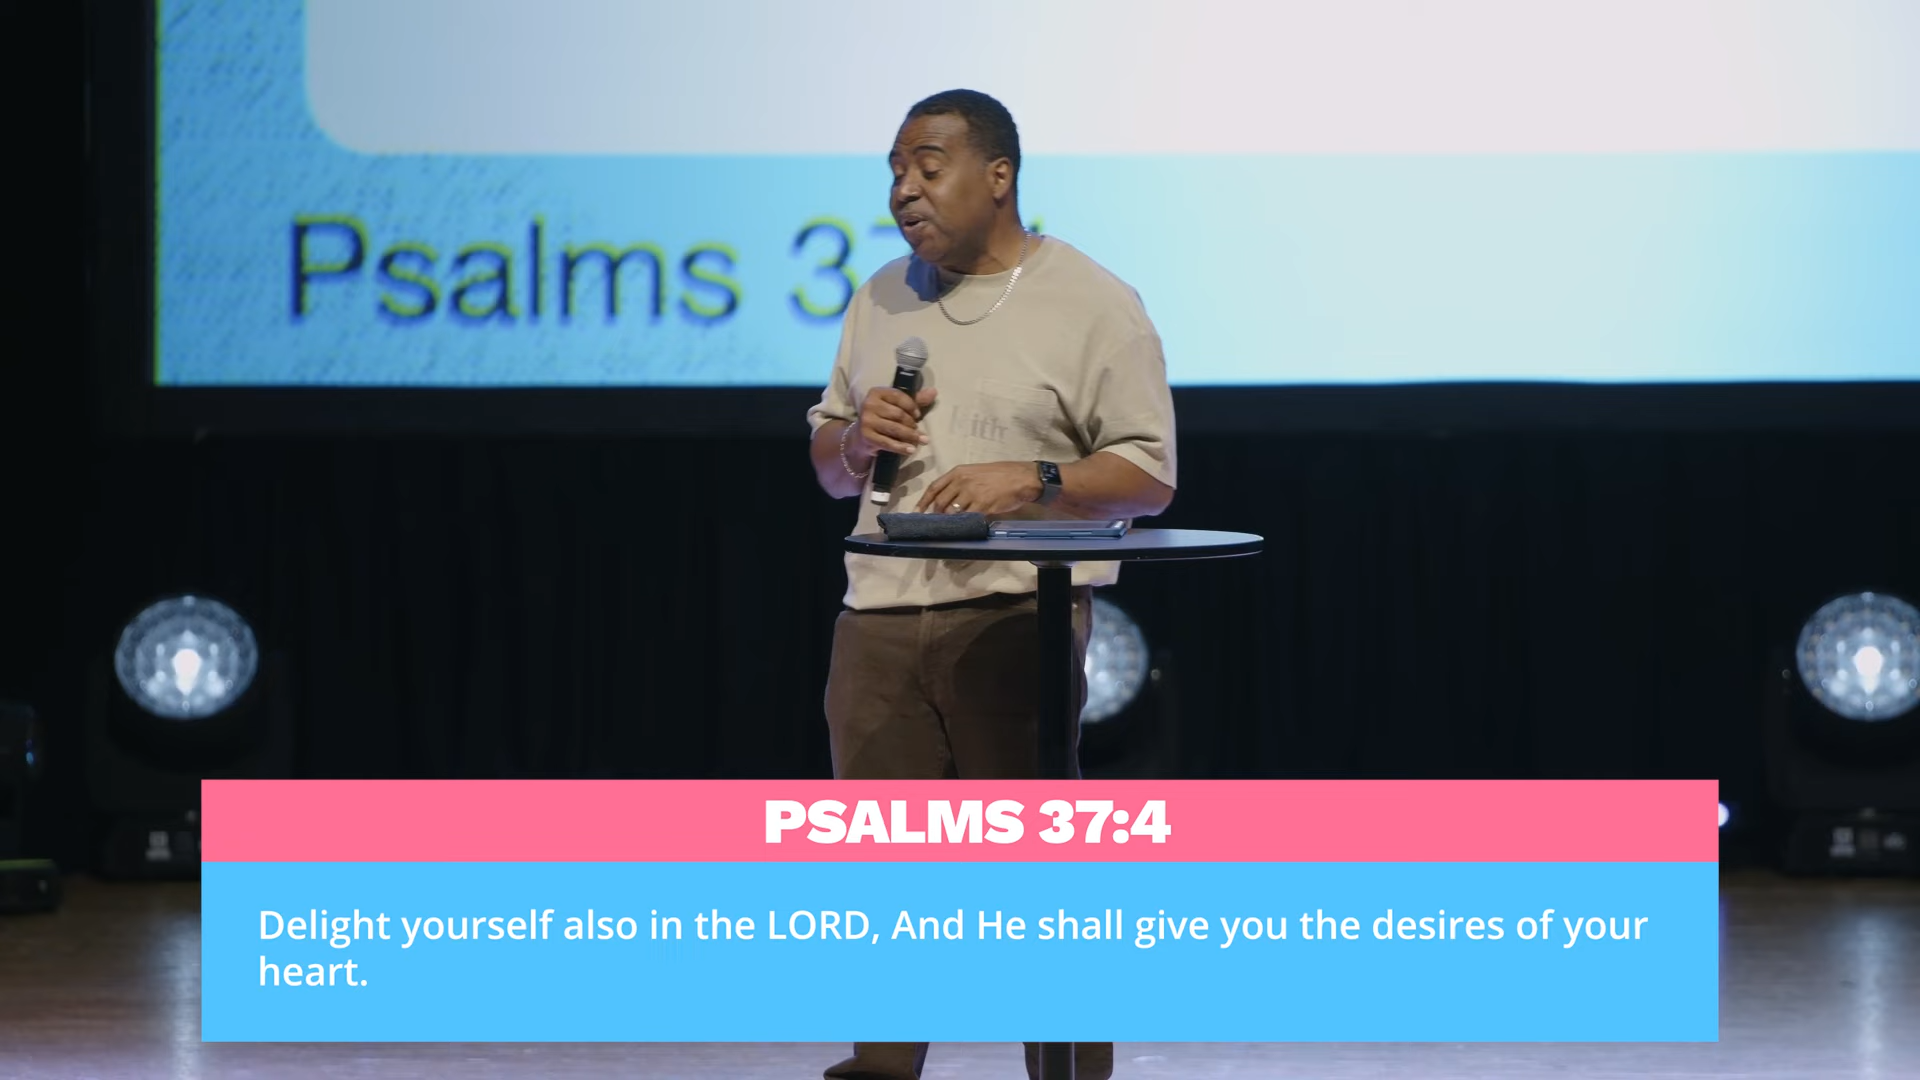 Psalms 37
kith
PSALMS 37:4
Delight yourself also in the LORD, And He shall give you the desires of your
heart.